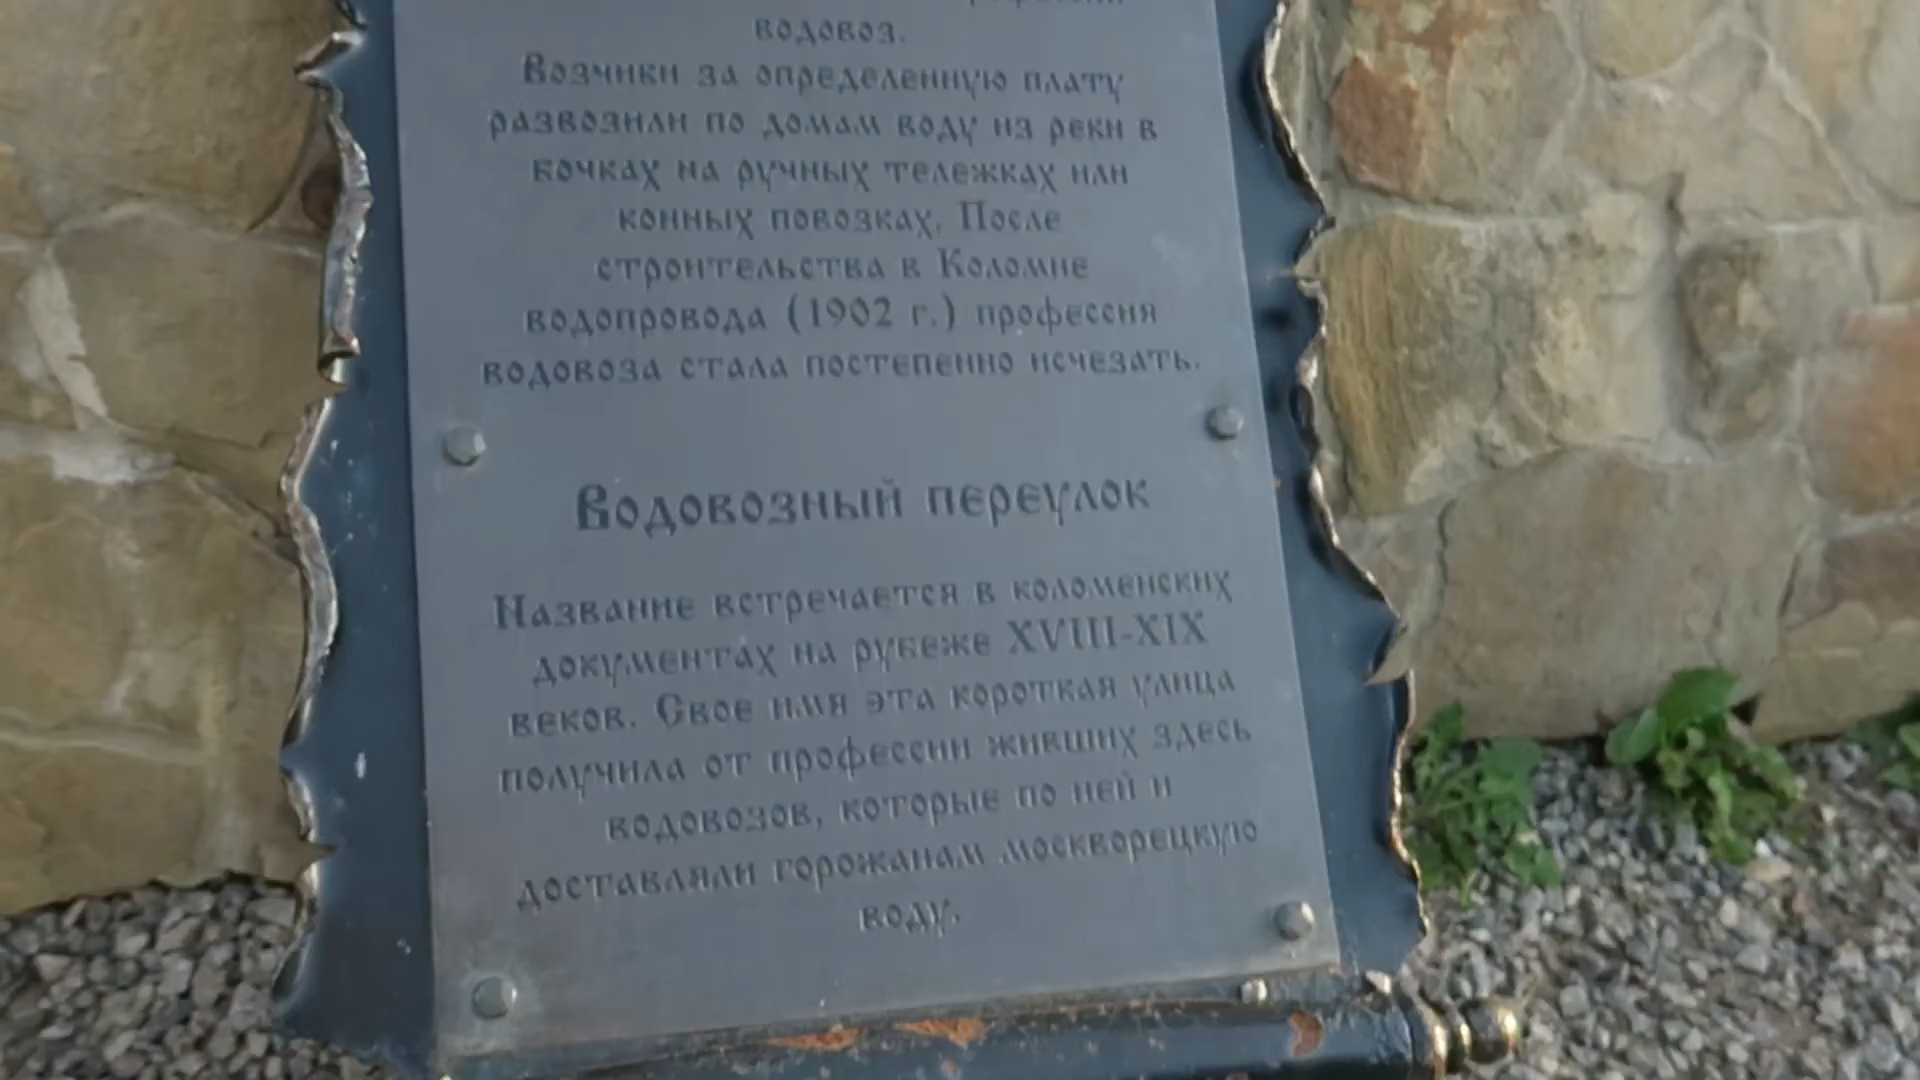 водовоз.
Возчики за определенную плату
развозили по домам воду из реки в
бочках на ручных тележках или
конных повозках. После
строительства в Коломне
водопровода (1902 г.) профессия
водовоза стала постепенно исчезать.
Водовозный переулок
Название встречается в коломенских
документах на рубеже XVIII-XIX
веков. Свое имя эта короткая улица
получила от профессии живших здесь
водовозов, которые по ней и
доставляли горожанам москворецкую
воду.